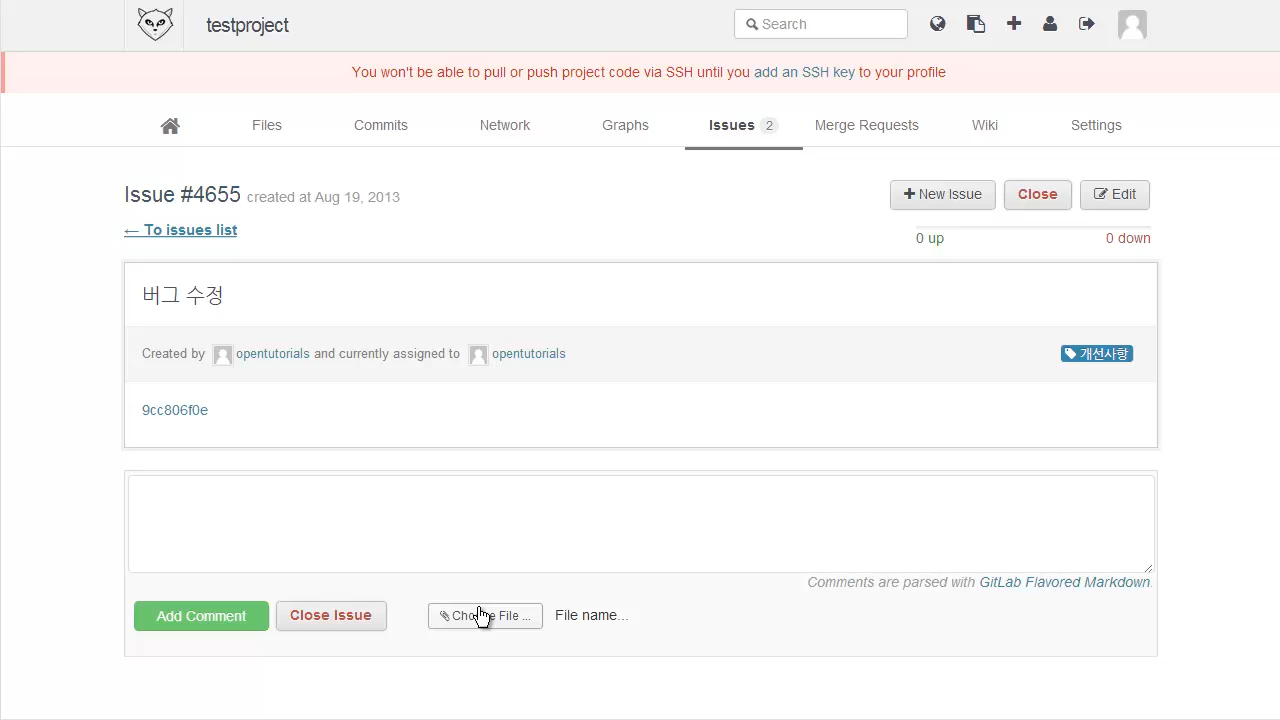 testproject
Search
You won't be able to pull or push project code via SSH until you add an SSH key to your profile
Files Commits Network Graphs Issues 2 Merge Requests Wiki Settings
Issue #4655 created at Aug 19, 2013
New Issue Close Edit
← To issues list
0 up 0 down
버그 수정
Created by opentutorials and currently assigned to opentutorials 개선사항
9cc806f0e
Comments are parsed with GitLab Flavored Markdown.
Add Comment Close Issue Choose File ... File name...